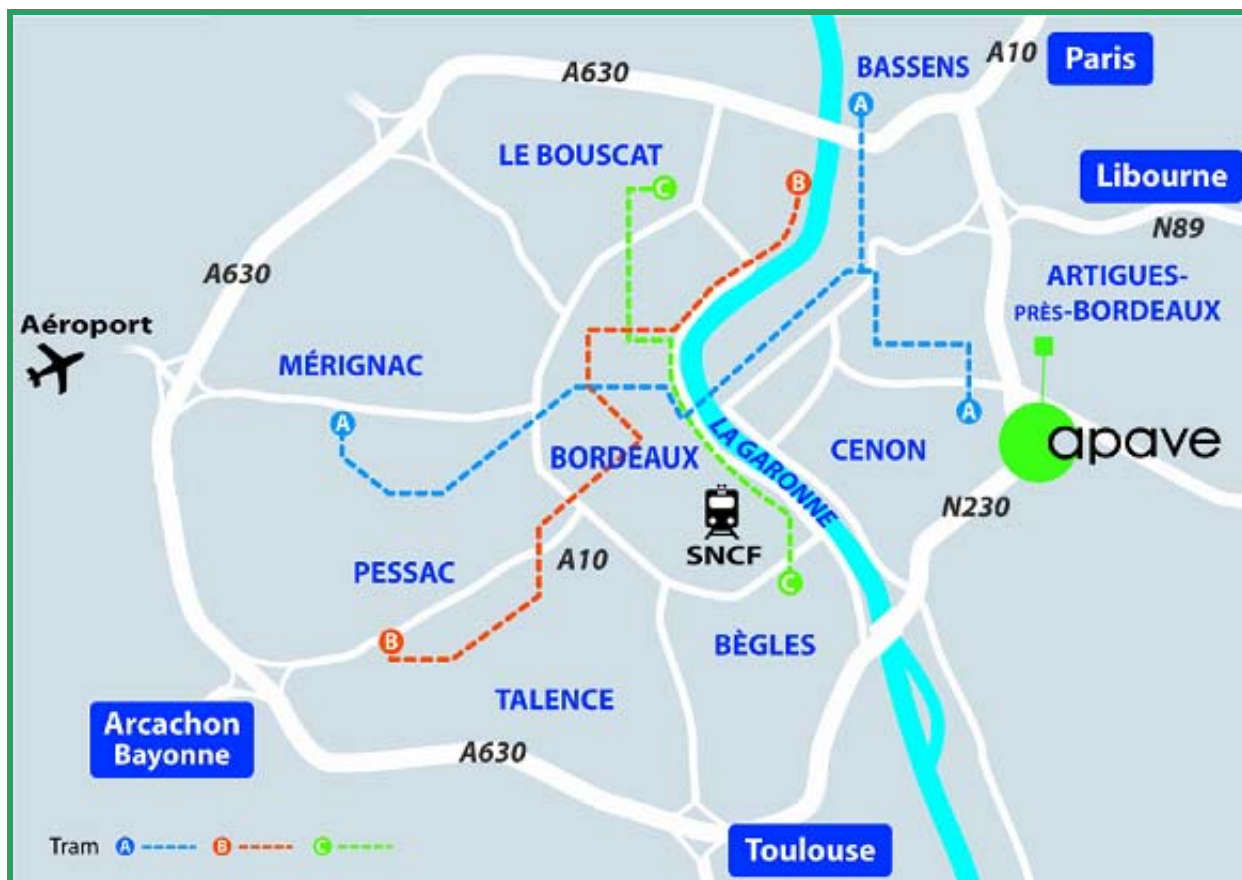 A630
BASSENS
A10
Paris
A
LE BOUSCAT
C
B
Libourne
N89
A630
ARTIGUES-
PRÈS-BORDEAUX
Aéroport
MÉRIGNAC
A
A
apave
BORDEAUX
LA GARONNE
CENON
N230
SNCF
A10
PESSAC
C
B
BÈGLES
TALENCE
Arcachon
Bayonne
A630
Tram A B C
Toulouse